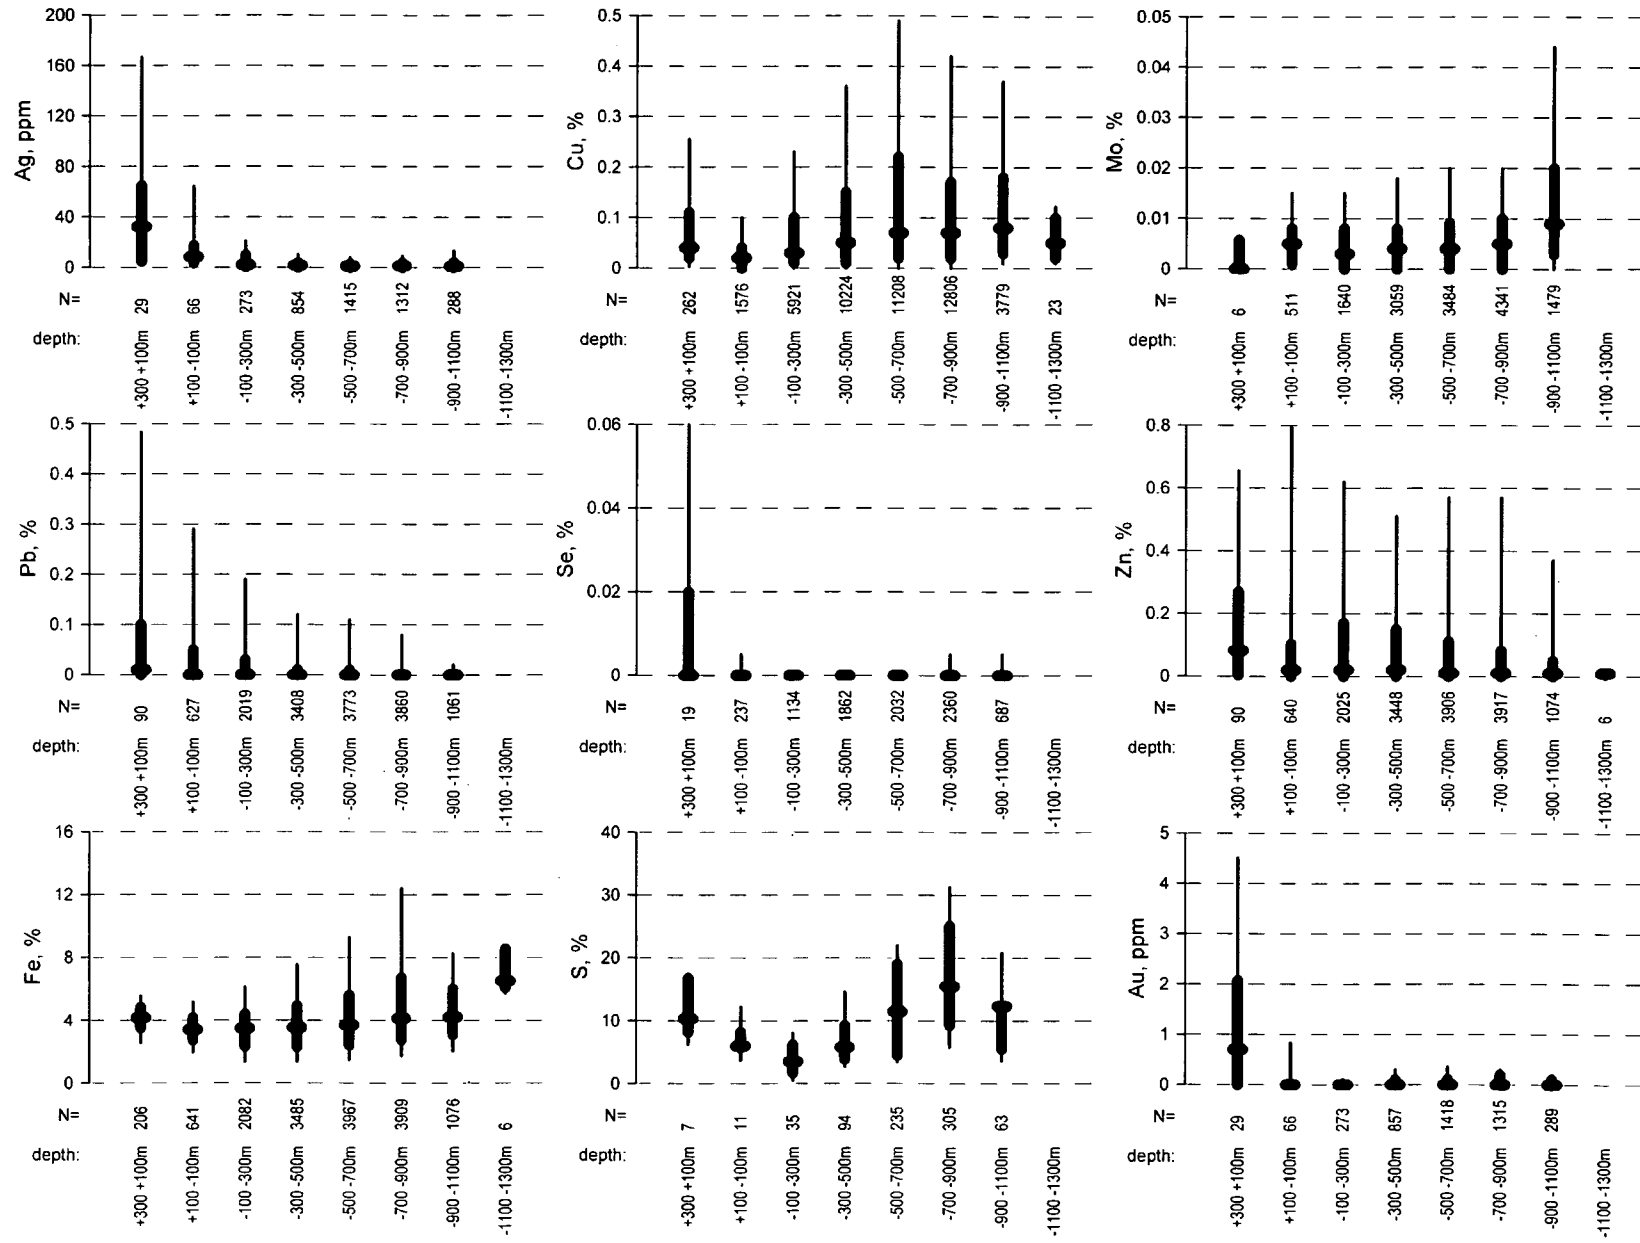 Ag, ppm
200
160
120
80
40
0
N= 29 66 273 854 1415 1312 288
depth: +300 +100m +100 -100m -100 -300m -300 -500m -500 -700m -700 -900m -900 -1100m -1100 -1300m
Cu, %
0.5
0.4
0.3
0.2
0.1
0
N= 262 1576 5921 10224 11208 12806 3779 23
depth: +300 +100m +100 -100m -100 -300m -300 -500m -500 -700m -700 -900m -900 -1100m -1100 -1300m
Mo, %
0.05
0.04
0.03
0.02
0.01
0
N= 6 511 1640 3059 3484 4341 1479
depth: +300 +100m +100 -100m -100 -300m -300 -500m -500 -700m -700 -900m -900 -1100m -1100 -1300m
Pb, %
0.5
0.4
0.3
0.2
0.1
0
N= 90 627 2019 3408 3773 3860 1061
depth: +300 +100m +100 -100m -100 -300m -300 -500m -500 -700m -700 -900m -900 -1100m -1100 -1300m
Se, %
0.06
0.04
0.02
0
N= 19 237 1134 1862 2032 2360 687
depth: +300 +100m +100 -100m -100 -300m -300 -500m -500 -700m -700 -900m -900 -1100m -1100 -1300m
Zn, %
0.8
0.6
0.4
0.2
0
N= 90 640 2025 3448 3906 3917 1074 6
depth: +300 +100m +100 -100m -100 -300m -300 -500m -500 -700m -700 -900m -900 -1100m -1100 -1300m
Fe, %
16
12
8
4
0
N= 206 641 2082 3485 3967 3909 1076 6
depth: +300 +100m +100 -100m -100 -300m -300 -500m -500 -700m -700 -900m -900 -1100m -1100 -1300m
S, %
40
30
20
10
0
N= 7 11 35 94 235 305 63
depth: +300 +100m +100 -100m -100 -300m -300 -500m -500 -700m -700 -900m -900 -1100m -1100 -1300m
Au, ppm
5
4
3
2
1
0
N= 29 66 273 857 1418 1315 289
depth: +300 +100m +100 -100m -100 -300m -300 -500m -500 -700m -700 -900m -900 -1100m -1100 -1300m